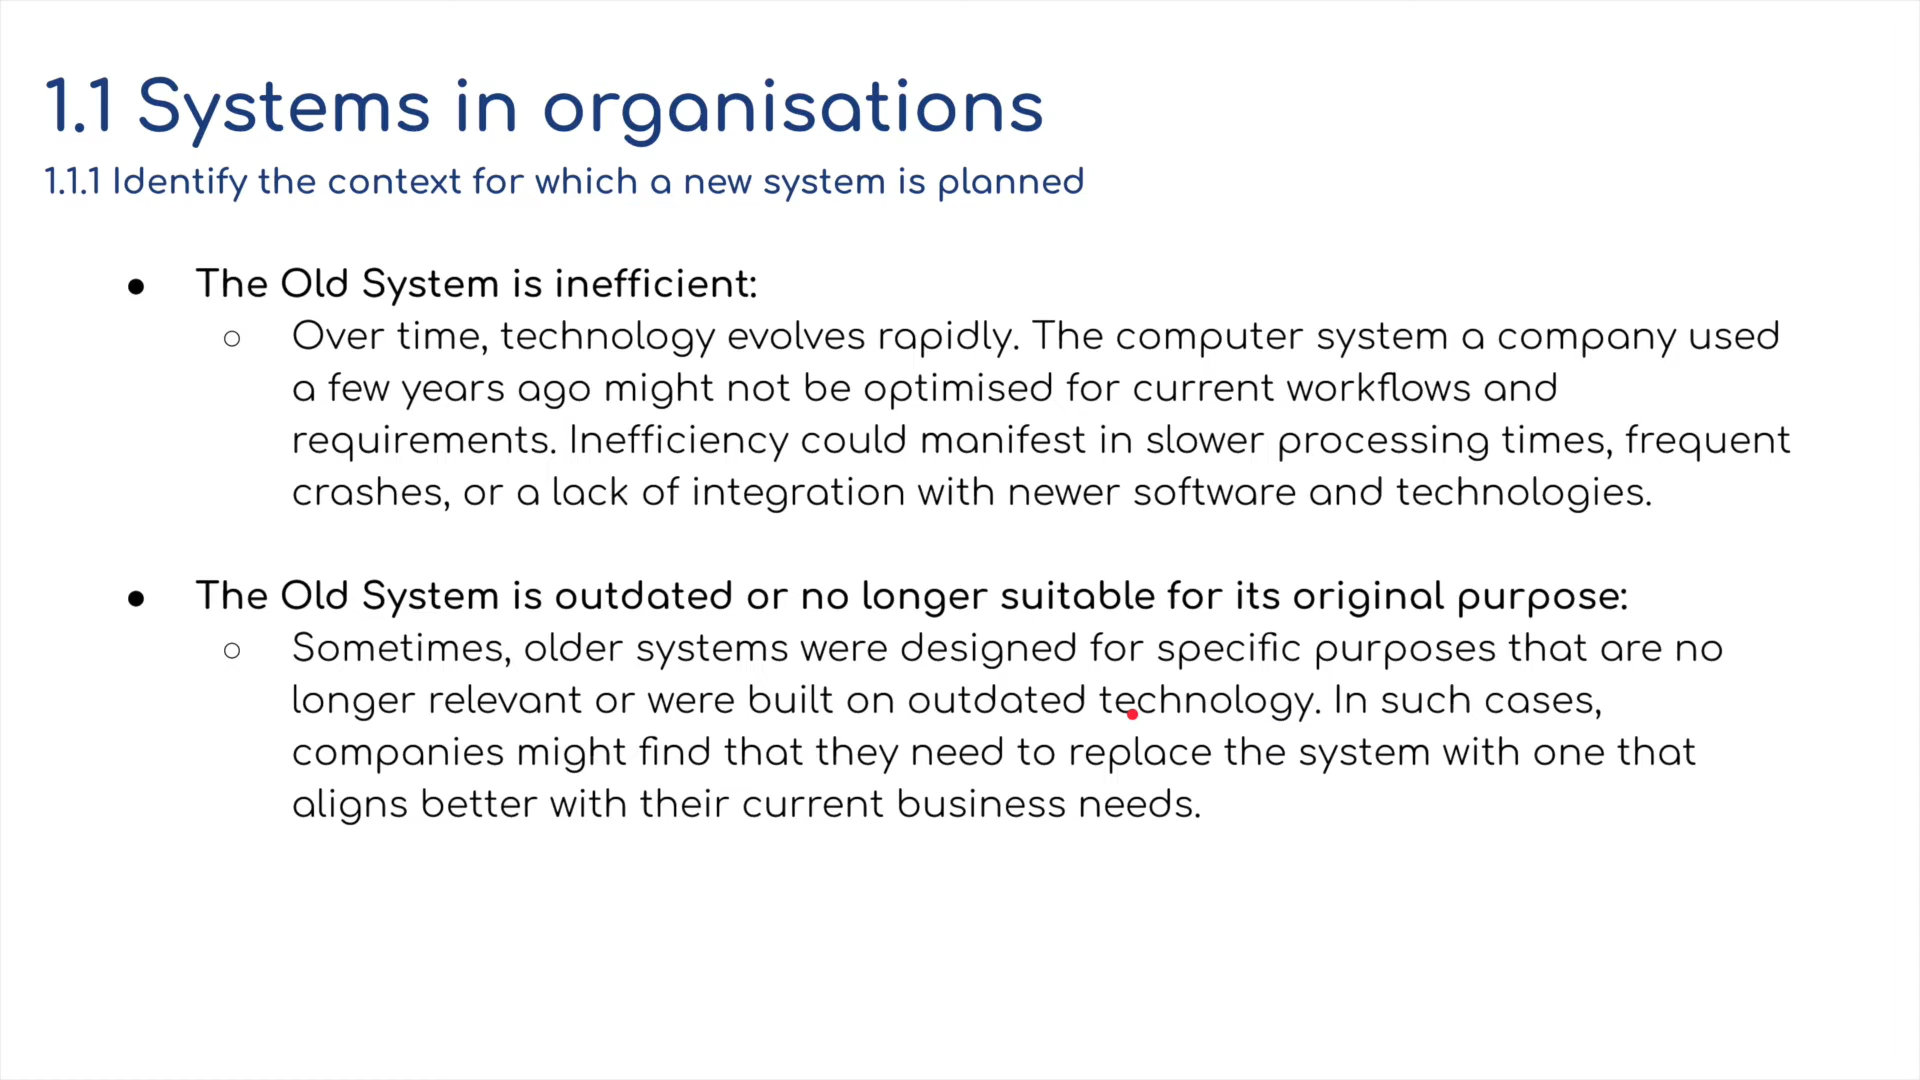 1.1 Systems in organisations
1.1.1 Identify the context for which a new system is planned
● The Old System is inefficient:
○ Over time, technology evolves rapidly. The computer system a company used
a few years ago might not be optimised for current workflows and
requirements. Inefficiency could manifest in slower processing times, frequent
crashes, or a lack of integration with newer software and technologies.
● The Old System is outdated or no longer suitable for its original purpose:
○ Sometimes, older systems were designed for specific purposes that are no
longer relevant or were built on outdated technology. In such cases,
companies might find that they need to replace the system with one that
aligns better with their current business needs.